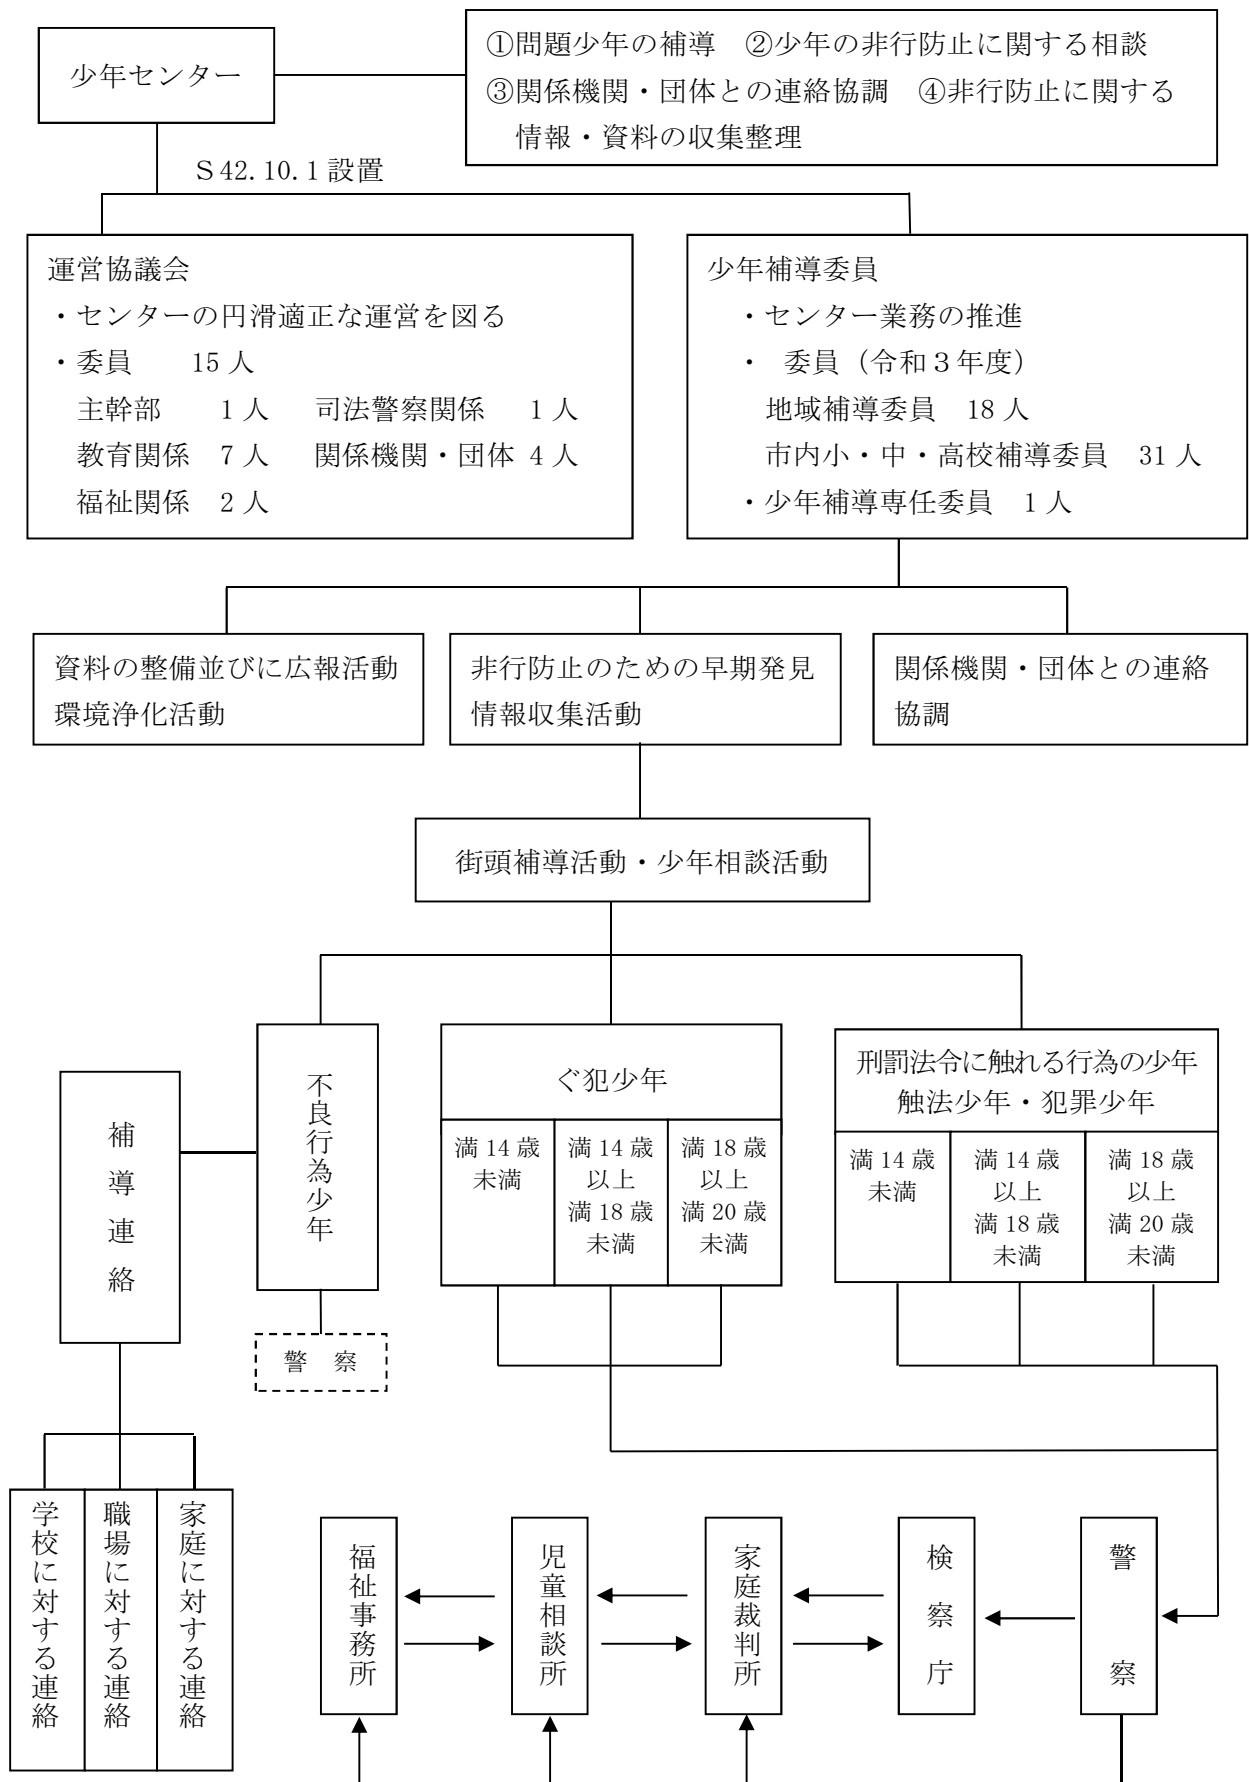 少年センター
①問題少年の補導　②少年の非行防止に関する相談
③関係機関・団体との連絡協調　④非行防止に関する
情報・資料の収集整理
Ｓ42.10.1設置
運営協議会
・センターの円滑適正な運営を図る
・委員　　15人
主幹部　　1人　　司法警察関係　　1人
教育関係　7人　　関係機関・団体 4人
福祉関係　2人
少年補導委員
・センター業務の推進
・　委員（令和３年度）
地域補導委員　18人
市内小・中・高校補導委員　31人
・少年補導専任委員　1人
資料の整備並びに広報活動
環境浄化活動
非行防止のための早期発見
情報収集活動
関係機関・団体との連絡
協調
街頭補導活動・少年相談活動
補導連絡
不良行為少年
警　察
ぐ犯少年
満14歳
未満
満14歳
以上
満18歳
未満
満18歳
以上
満20歳
未満
刑罰法令に触れる行為の少年
触法少年・犯罪少年
満14歳
未満
満14歳
以上
満18歳
未満
満18歳
以上
満20歳
未満
学校に対する連絡
職場に対する連絡
家庭に対する連絡
福祉事務所
児童相談所
家庭裁判所
検察庁
警　察